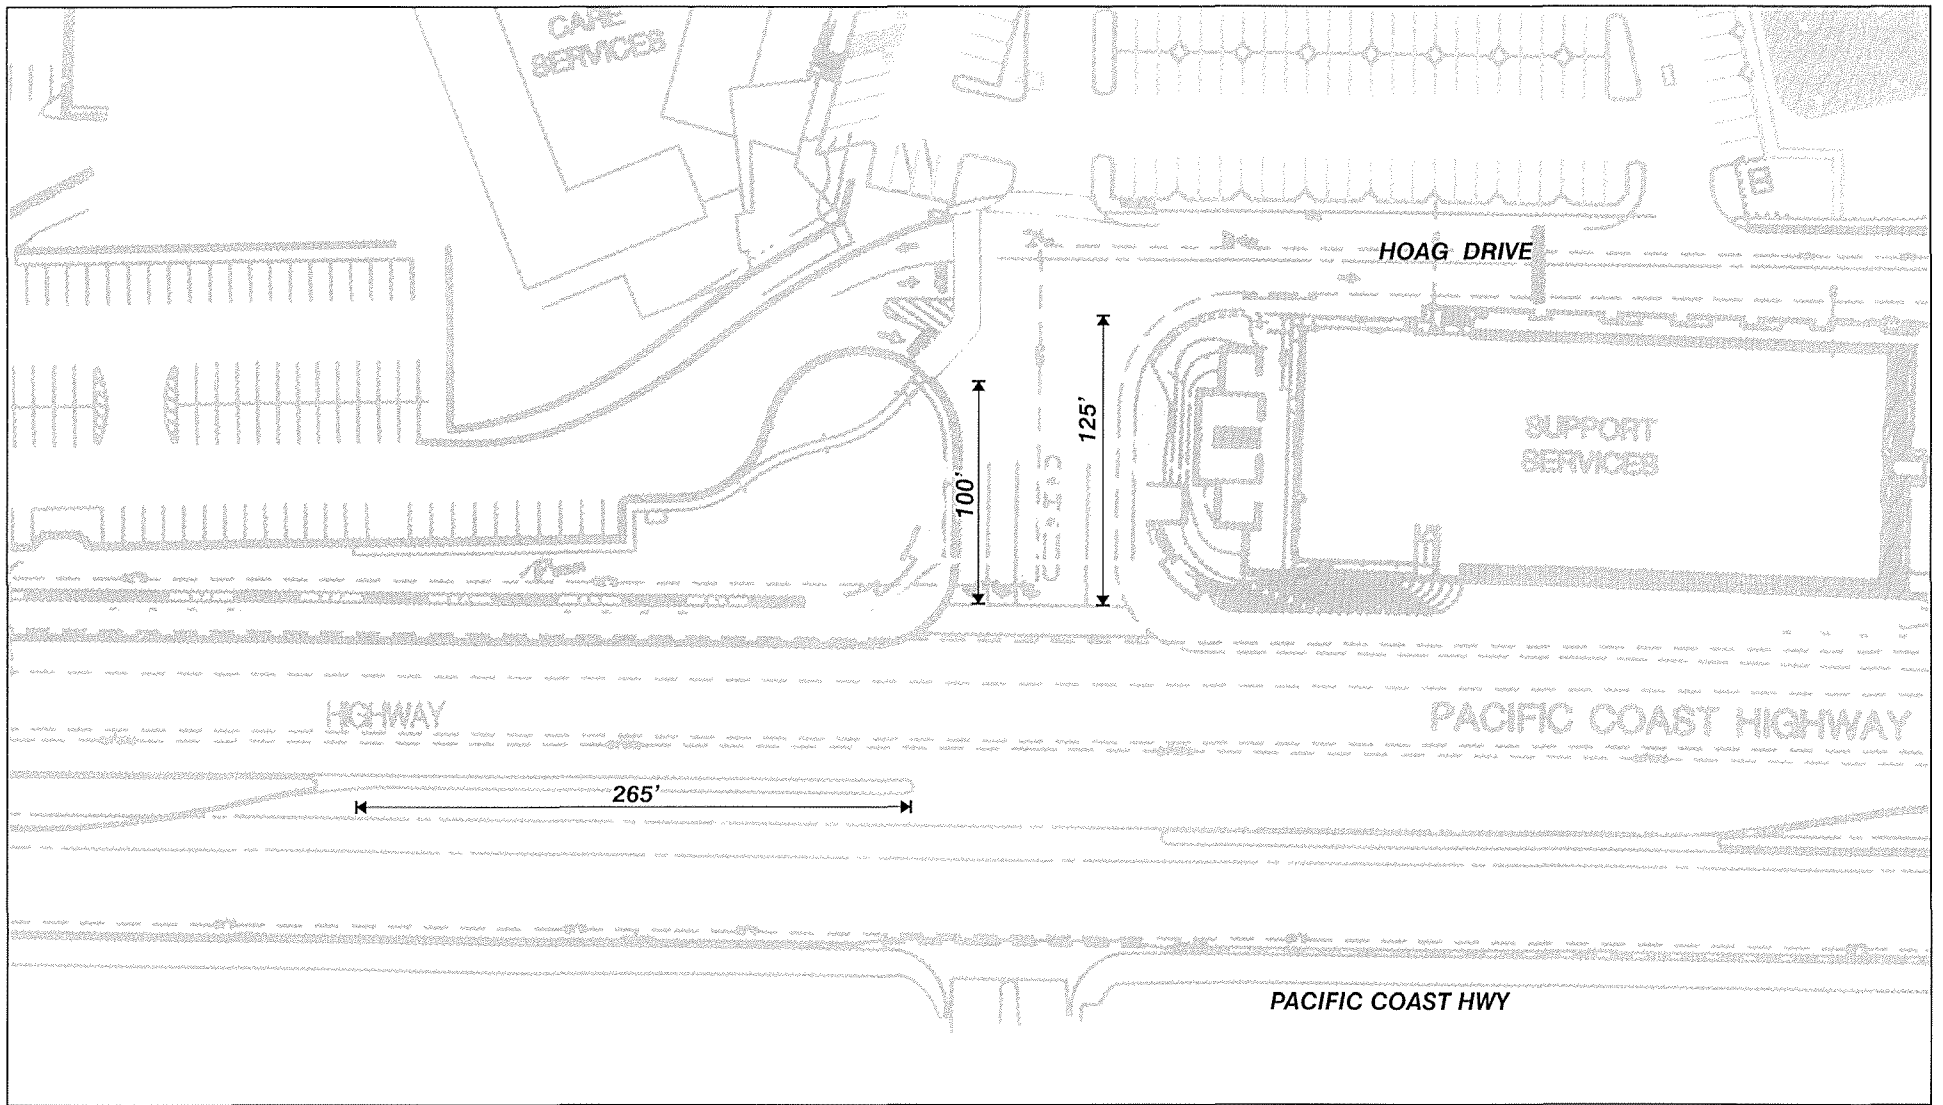 CARE
SERVICES
HOAG DRIVE
125'
SUPPORT
SERVICES
100'
HIGHWAY
PACIFIC COAST HIGHWAY
265'
PACIFIC COAST HWY